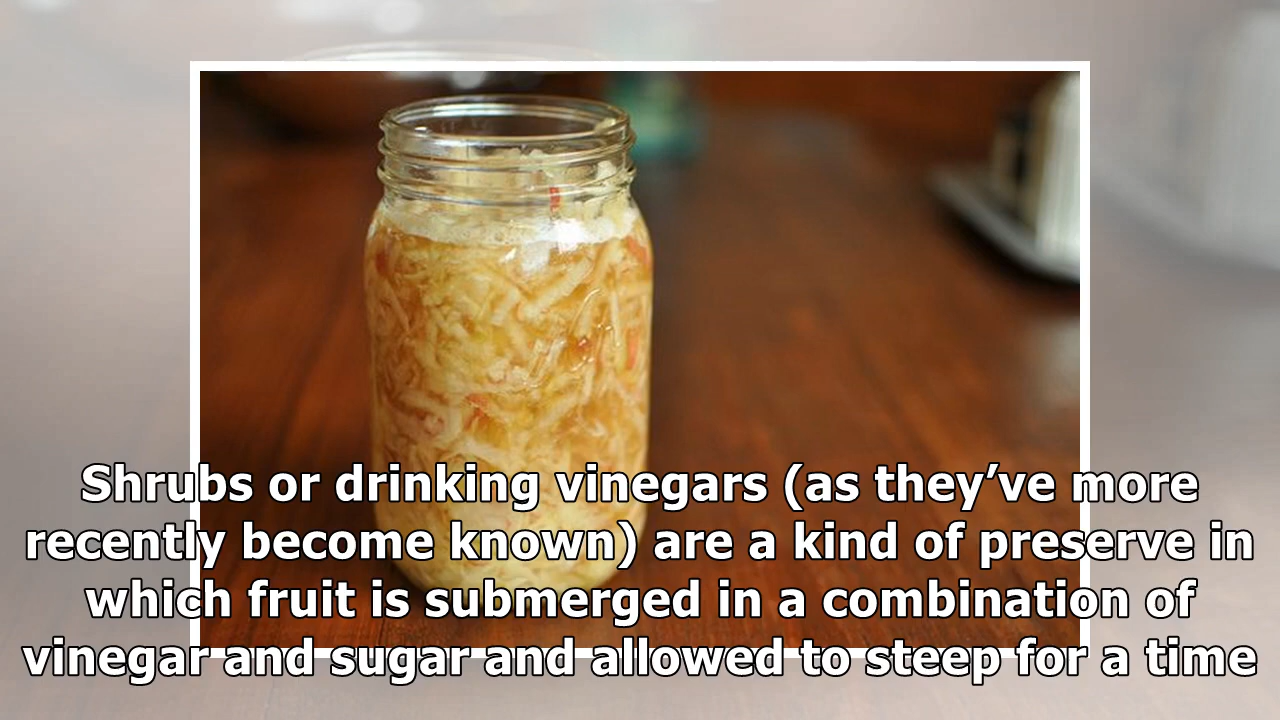 Shrubs or drinking vinegars (as they’ve more
recently become known) are a kind of preserve in
which fruit is submerged in a combination of
vinegar and sugar and allowed to steep for a time